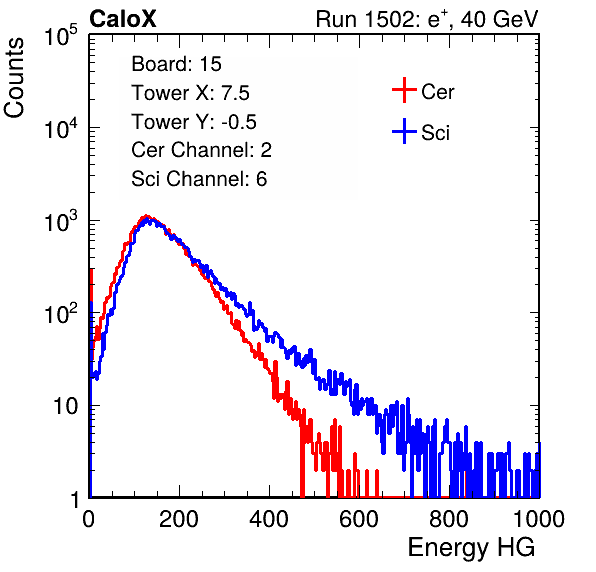 CaloX Run 1502: e⁺, 40 GeV
Counts
10⁵
10⁴
10³
10²
10
1
Board: 15
Tower X: 7.5
Tower Y: -0.5
Cer Channel: 2
Sci Channel: 6
Cer
Sci
0 200 400 600 800 1000
Energy HG